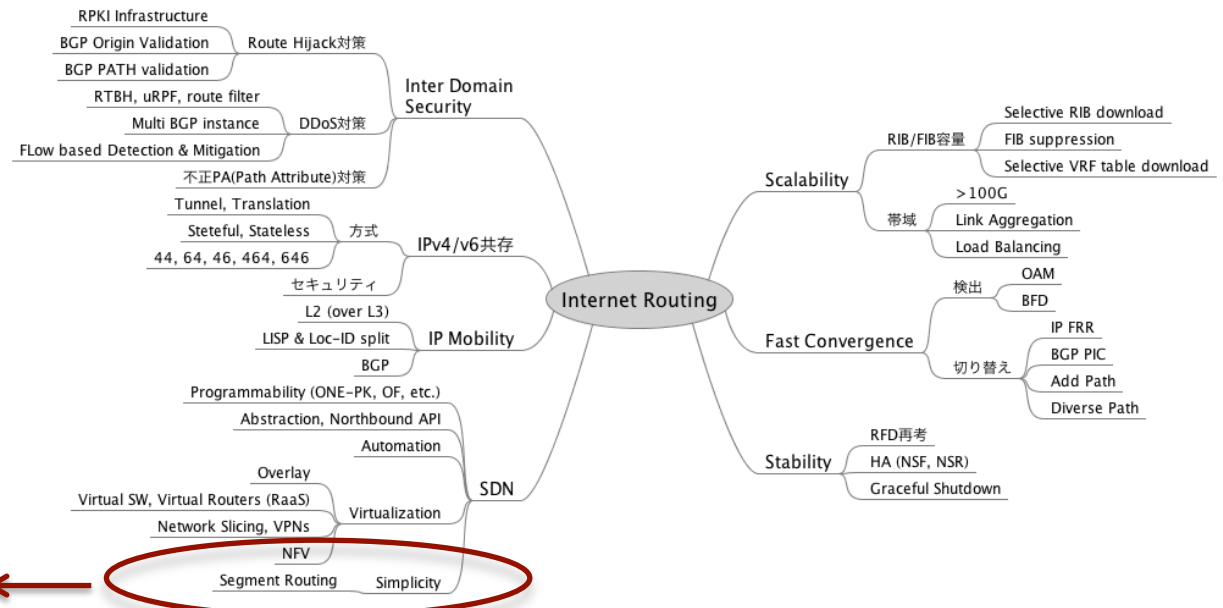 RPKI Infrastructure
BGP Origin Validation
BGP PATH validation
Route Hijack対策
RTBH, uRPF, route filter
Multi BGP instance
FLow based Detection & Mitigation
DDoS対策
不正PA(Path Attribute)対策
Inter Domain
Security
Tunnel, Translation
Steteful, Stateless
44, 64, 46, 464, 646
方式
セキュリティ
IPv4/v6共存
L2 (over L3)
LISP & Loc-ID split
BGP
IP Mobility
Programmability (ONE-PK, OF, etc.)
Abstraction, Northbound API
Automation
Overlay
Virtual SW, Virtual Routers (RaaS)
Network Slicing, VPNs
NFV
Virtualization
Segment Routing
Simplicity
SDN
Internet Routing
Scalability
RIB/FIB容量
Selective RIB download
FIB suppression
Selective VRF table download
帯域
>100G
Link Aggregation
Load Balancing
Fast Convergence
検出
OAM
BFD
切り替え
IP FRR
BGP PIC
Add Path
Diverse Path
Stability
RFD再考
HA (NSF, NSR)
Graceful Shutdown